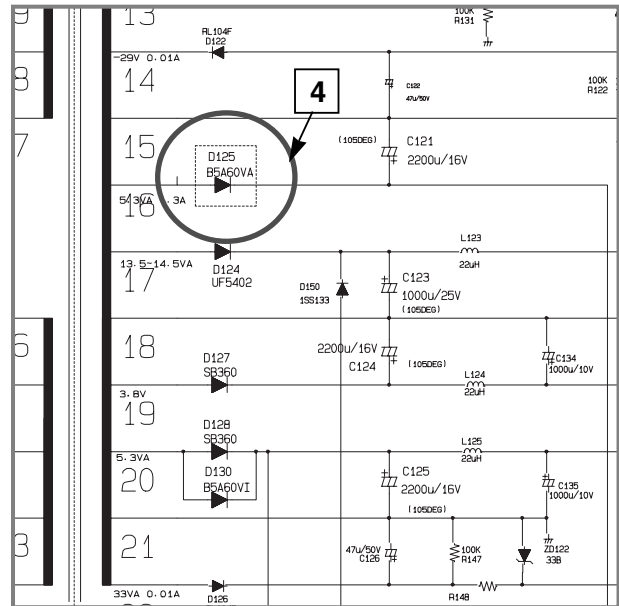 13
100K
R131
RL104F
D122
-29V 0.01A
8
14
C122
47u/50V
100K
R122
4
7
15
(105DEG)
C121
2200u/16V
D125
B5A60VA
5.3VA .3A
16
L123
22uH
13.5-14.5VA
17
D124
UF5402
D150
1SS133
C123
1000u/25V
(105DEG)
6
18
2200u/16V
C124
(105DEG)
C134
1000u/10V
D127
SB360
L124
22uH
3.8V
19
D128
SB360
L125
22uH
5.3VA
20
D130
B5A60VI
C125
2200u/16V
(105DEG)
C135
1000u/10V
3
21
47u/50V
C126
100K
R147
ZD122
33B
33VA 0.01A
D126
R148